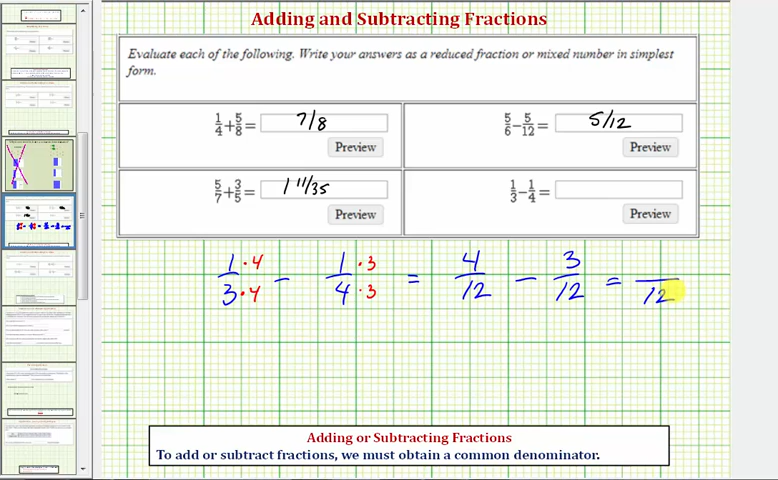 Adding and Subtracting Fractions
Evaluate each of the following. Write your answers as a reduced fraction or mixed number in simplest
form.
1/4 + 5/8 = 7/8
5/6 − 5/12 = 5/12
Preview
Preview
5/7 + 3/5 = 1 11/35
1/3 − 1/4 =
Preview
Preview
1/3 · 4/4 − 1/4 · 3/3 = 4/12 − 3/12 = /12
Adding or Subtracting Fractions
To add or subtract fractions, we must obtain a common denominator.